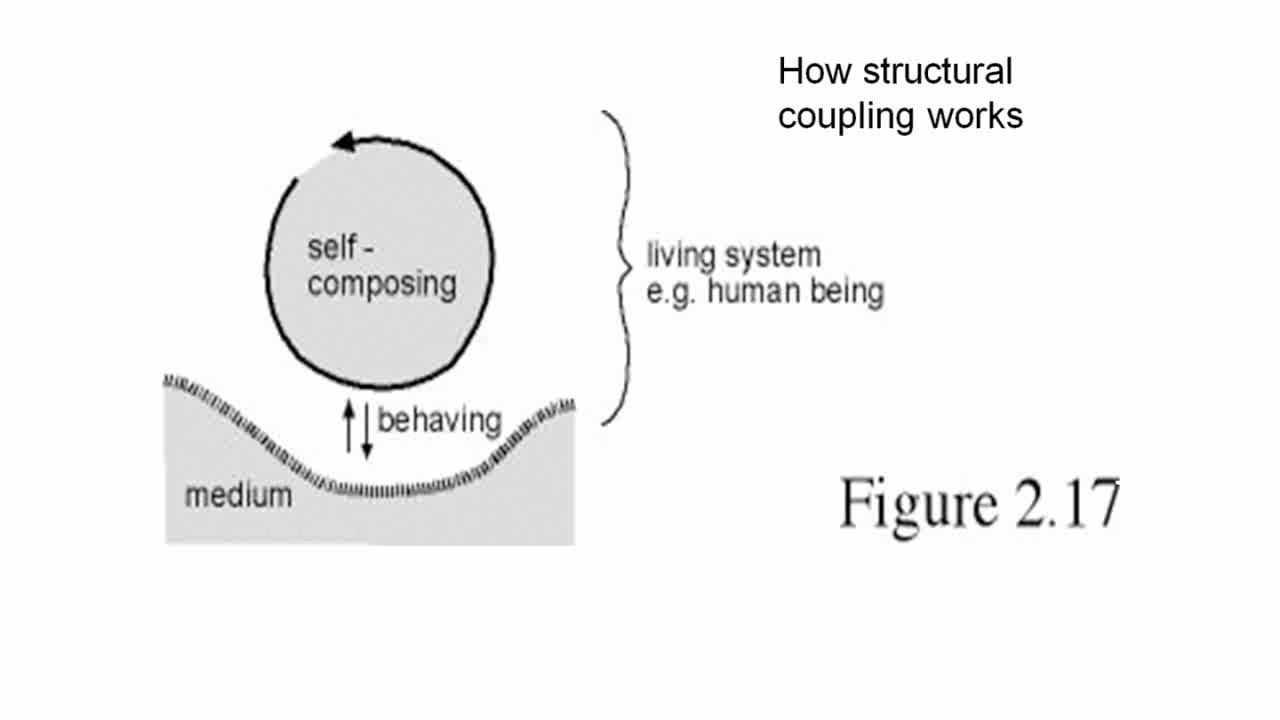 How structural
coupling works
self -
composing
living system
e.g. human being
behaving
medium
Figure 2.17